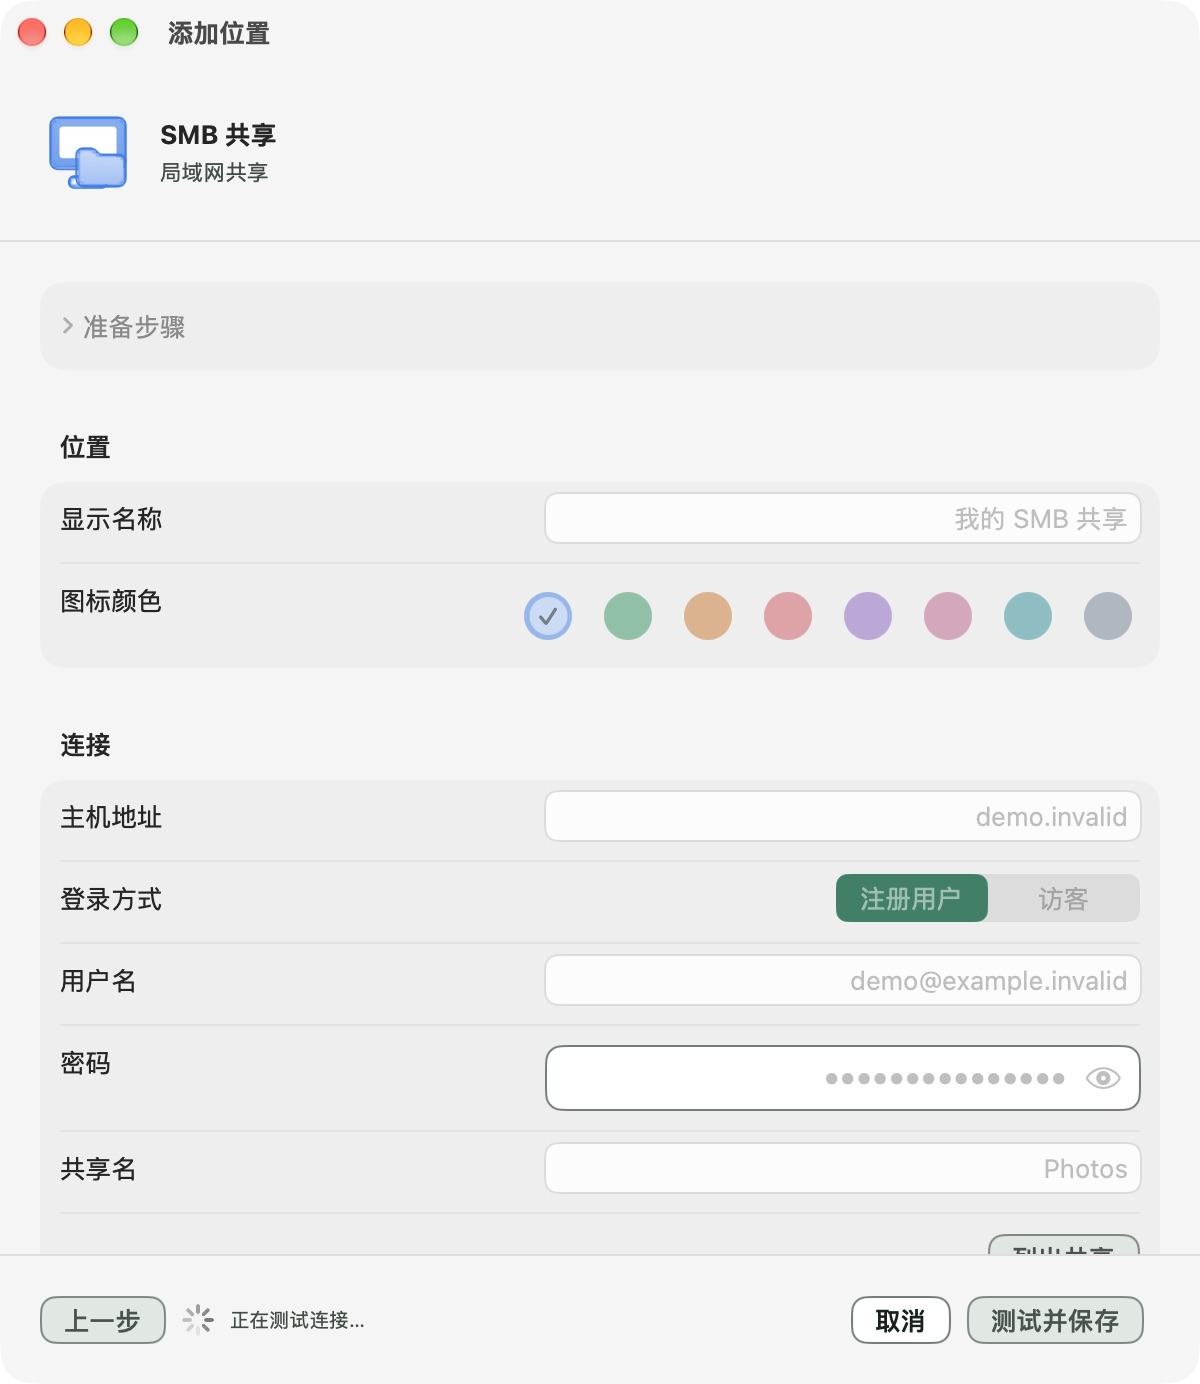 添加位置
SMB 共享
局域网共享
准备步骤
位置
显示名称
我的 SMB 共享
图标颜色
连接
主机地址
demo.invalid
登录方式
注册用户
访客
用户名
demo@example.invalid
密码
共享名
Photos
列出共享
上一步
正在测试连接...
取消
测试并保存